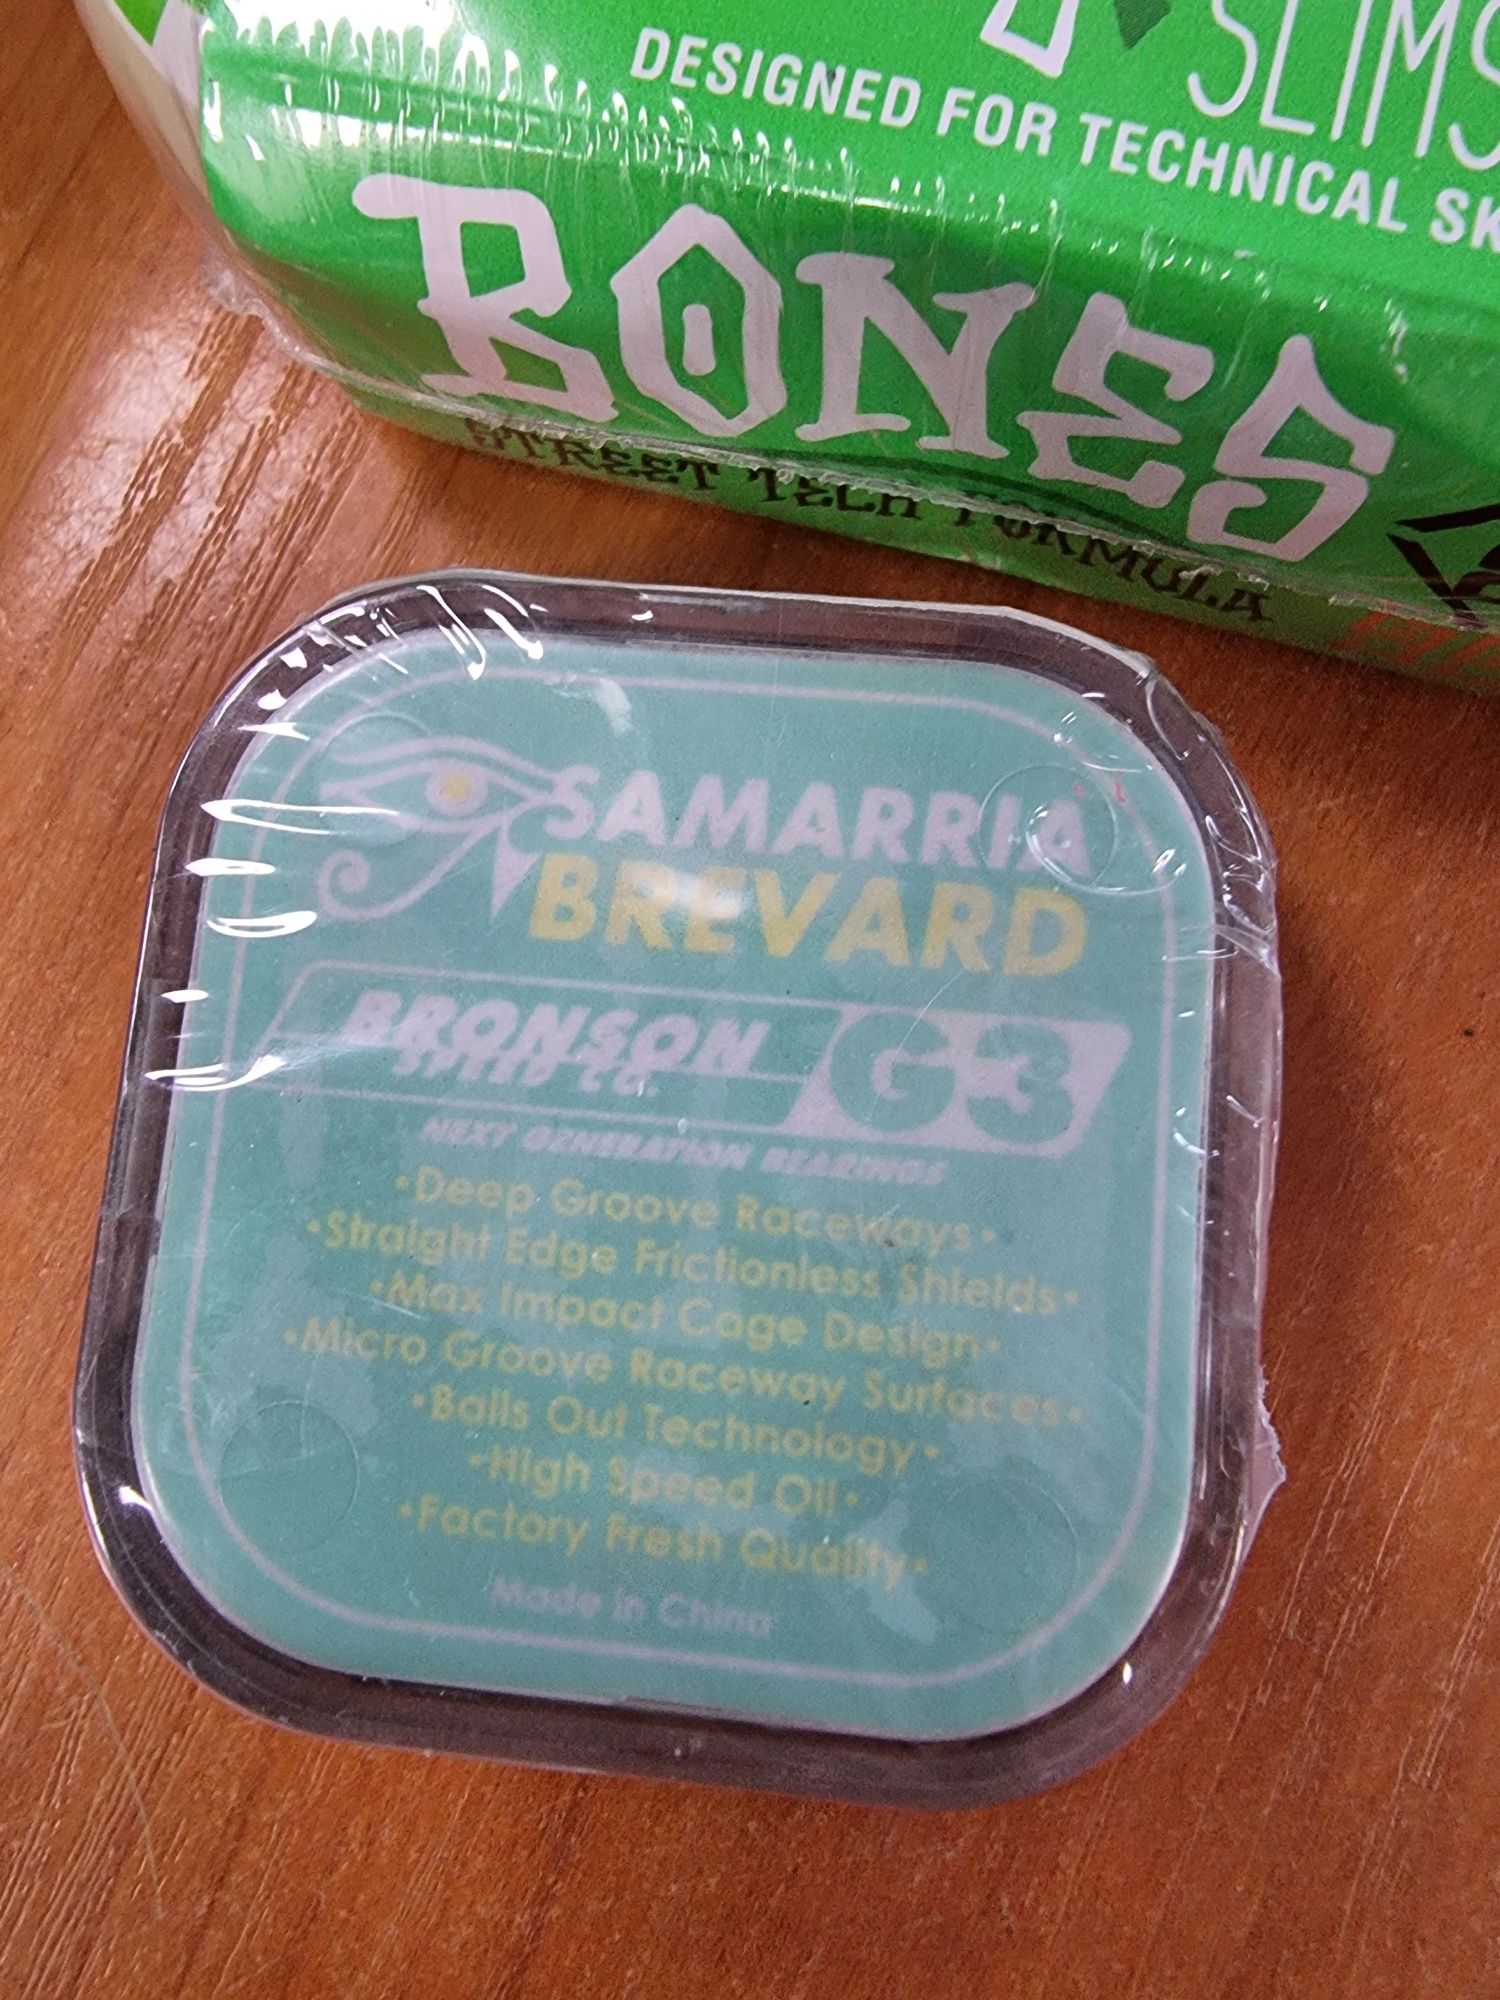 SLIMS
DESIGNED FOR TECHNICAL SK
BONES
STREET TECH FORMULA
SAMARRIA
BREVARD
BRONSON
SPEED CO.
G3
NEXT GENERATION BEARINGS
•Deep Groove Raceways•
•Straight Edge Frictionless Shields•
•Max Impact Cage Design•
•Micro Groove Raceway Surfaces•
•Balls Out Technology•
•High Speed Oil•
•Factory Fresh Quality•
Made in China